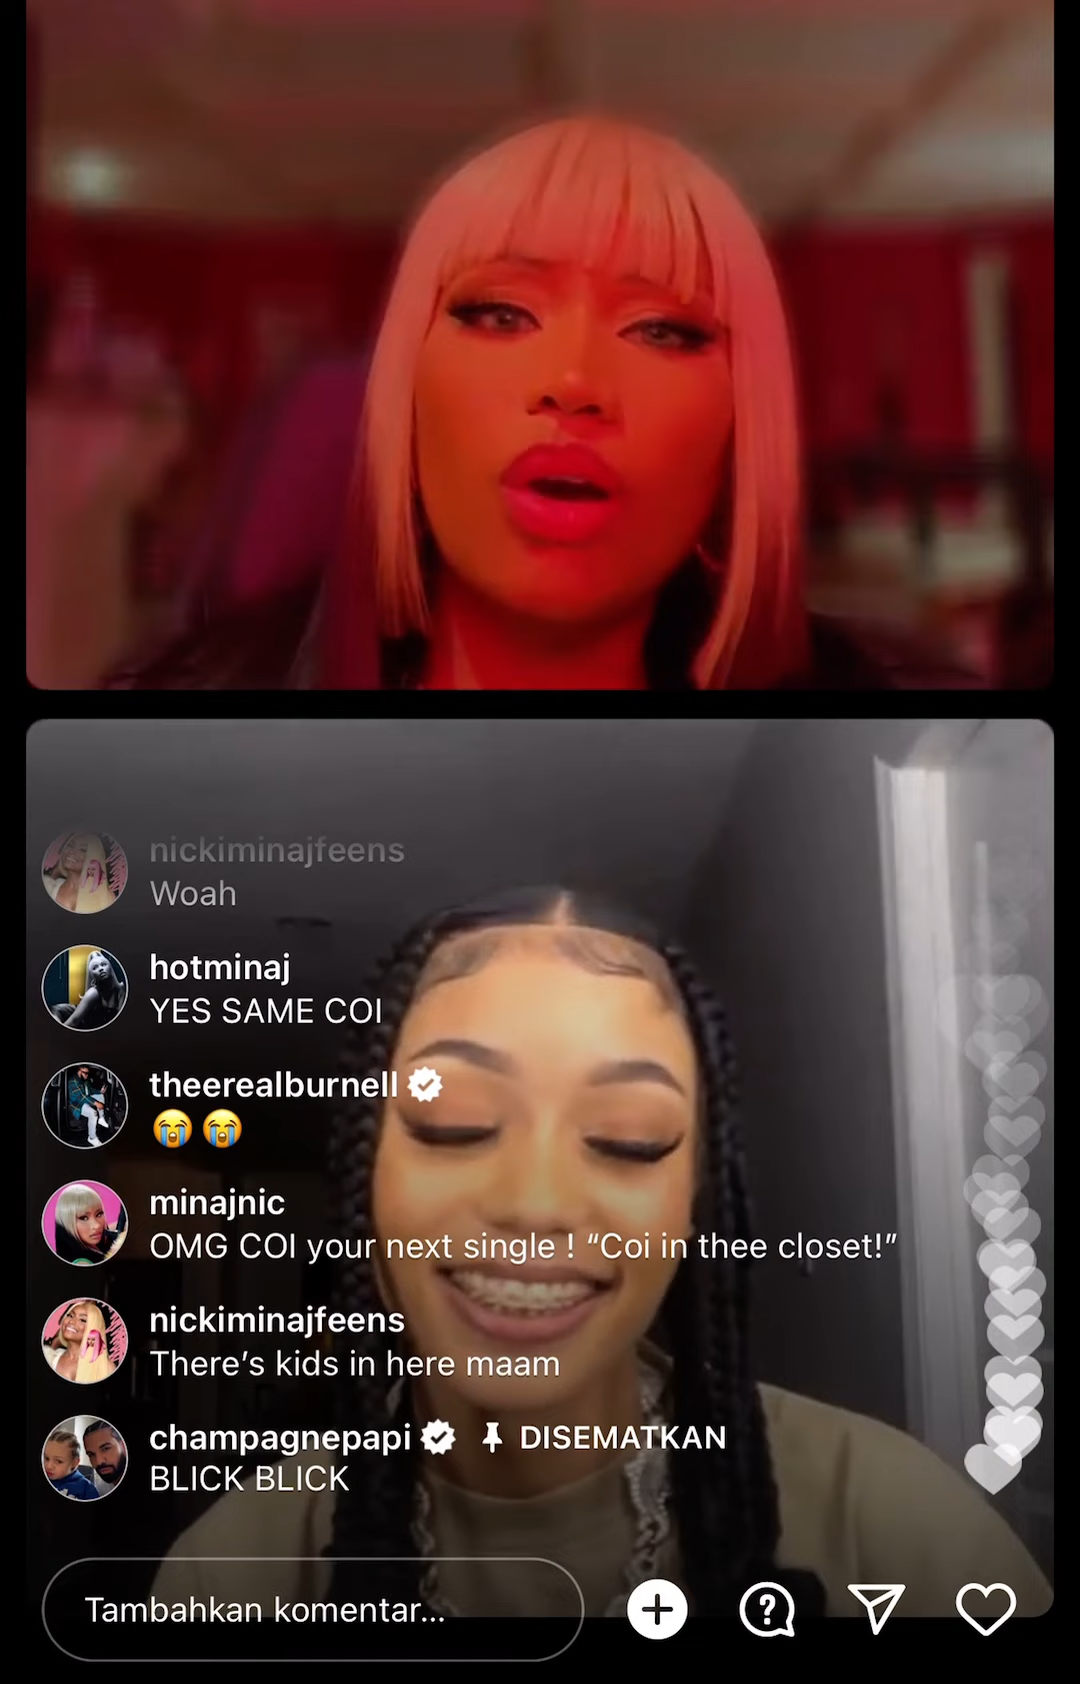 nickiminajfeens
Woah
hotminaj
YES SAME COI
theerealburnell
😭😭
minajnic
OMG COI your next single ! “Coi in thee closet!”
nickiminajfeens
There’s kids in here maam
champagnepapi DISEMATKAN
BLICK BLICK
Tambahkan komentar...